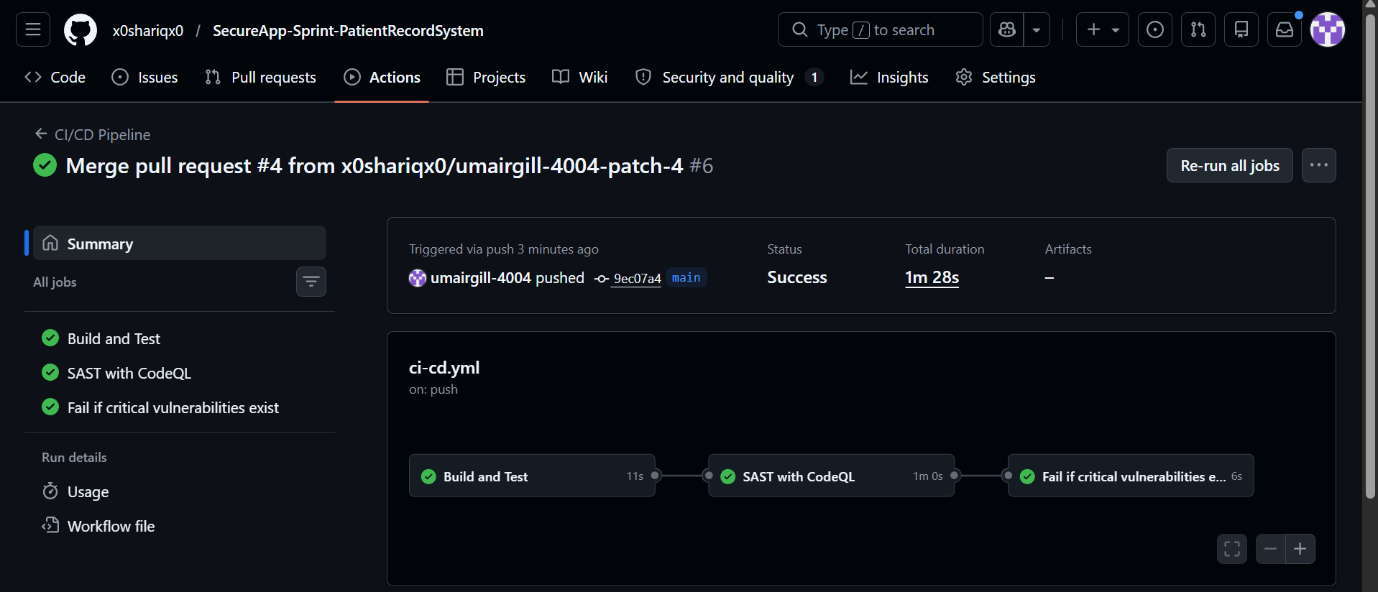 x0shariqx0 / SecureApp-Sprint-PatientRecordSystem
Type / to search
Code
Issues
Pull requests
Actions
Projects
Wiki
Security and quality 1
Insights
Settings
CI/CD Pipeline
Merge pull request #4 from x0shariqx0/umairgill-4004-patch-4 #6
Re-run all jobs
Summary
All jobs
Build and Test
SAST with CodeQL
Fail if critical vulnerabilities exist
Run details
Usage
Workflow file
Triggered via push 3 minutes ago
umairgill-4004 pushed 9ec07a4 main
Status
Success
Total duration
1m 28s
Artifacts
–
ci-cd.yml
on: push
Build and Test 11s
SAST with CodeQL 1m 0s
Fail if critical vulnerabilities e... 6s